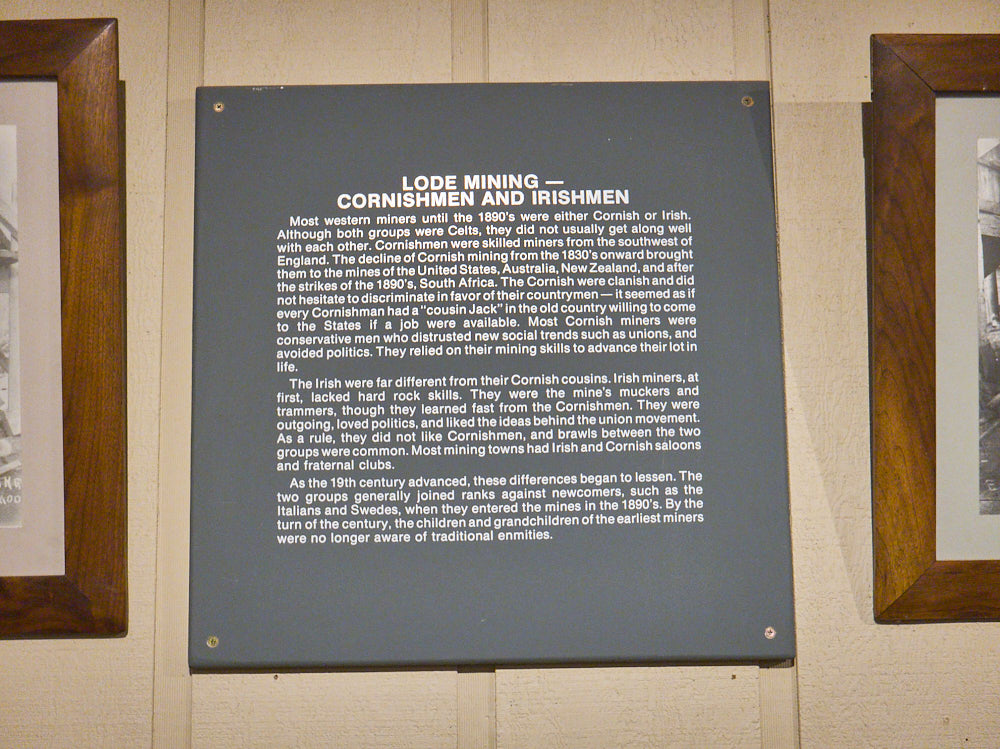 LODE MINING —
CORNISHMEN AND IRISHMEN
Most western miners until the 1890's were either Cornish or Irish.
Although both groups were Celts, they did not usually get along well
with each other. Cornishmen were skilled miners from the southwest of
England. The decline of Cornish mining from the 1830's onward brought
them to the mines of the United States, Australia, New Zealand, and after
the strikes of the 1890's, South Africa. The Cornish were clanish and did
not hesitate to discriminate in favor of their countrymen — it seemed as if
every Cornishman had a "cousin Jack" in the old country willing to come
to the States if a job were available. Most Cornish miners were
conservative men who distrusted new social trends such as unions, and
avoided politics. They relied on their mining skills to advance their lot in
life.
The Irish were far different from their Cornish cousins. Irish miners, at
first, lacked hard rock skills. They were the mine's muckers and
trammers, though they learned fast from the Cornishmen. They were
outgoing, loved politics, and liked the ideas behind the union movement.
As a rule, they did not like Cornishmen, and brawls between the two
groups were common. Most mining towns had Irish and Cornish saloons
and fraternal clubs.
As the 19th century advanced, these differences began to lessen. The
two groups generally joined ranks against newcomers, such as the
Italians and Swedes, when they entered the mines in the 1890's. By the
turn of the century, the children and grandchildren of the earliest miners
were no longer aware of traditional enmities.